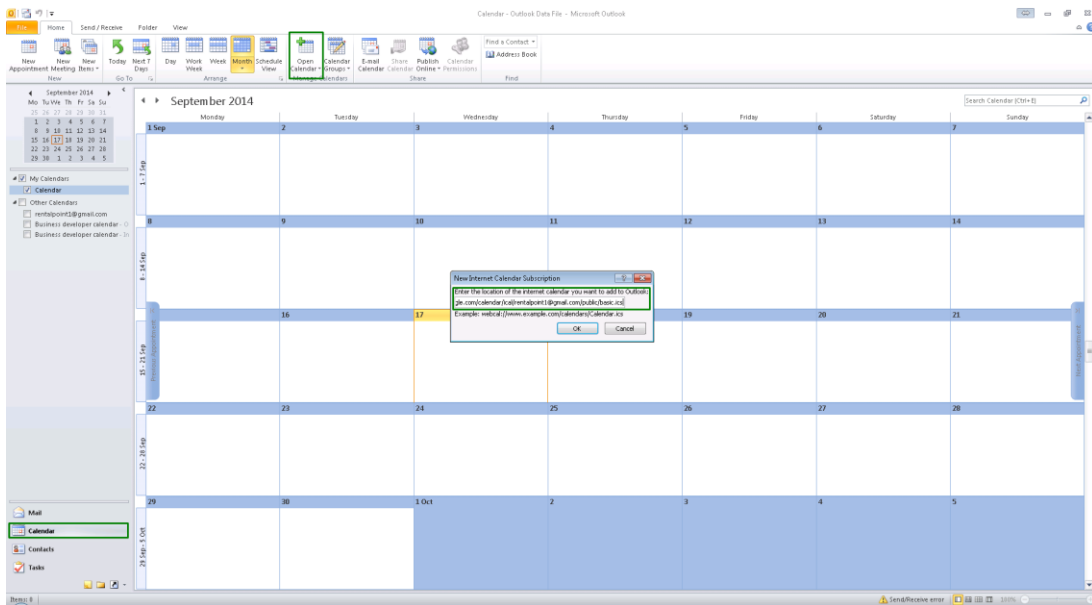 Calendar - Outlook Data File - Microsoft Outlook
File Home Send / Receive Folder View
New Appointment
New Meeting
New Items
Today
Next 7 Days
Day
Work Week
Week
Month
Schedule View
Open Calendar
Calendar Groups
E-mail Calendar
Share Calendar
Publish Online
Calendar Permissions
Find a Contact
Address Book
New Go To Arrange Manage Calendars Share Find
September 2014
Mo Tu We Th Fr Sa Su
25 26 27 28 29 30 31
1 2 3 4 5 6 7
8 9 10 11 12 13 14
15 16 17 18 19 20 21
22 23 24 25 26 27 28
29 30 1 2 3 4 5
My Calendars
Calendar
Other Calendars
rentalpoint1@gmail.com
Business developer calendar - 
Business developer calendar - In
Mail
Calendar
Contacts
Tasks
September 2014
Search Calendar (Ctrl+E)
Monday Tuesday Wednesday Thursday Friday Saturday Sunday
1 - 7 Sep
1 Sep 2 3 4 5 6 7
8 - 14 Sep
8 9 10 11 12 13 14
15 - 21 Sep
16 17 19 20 21
Previous Appointment
Next Appointment
22 - 28 Sep
22 23 24 25 26 27 28
29 Sep - 5 Oct
29 30 1 Oct 2 3 4 5
New Internet Calendar Subscription
Enter the location of the internet calendar you want to add to Outlook:
gle.com/calendar/ical/rentalpoint1@gmail.com/public/basic.ics
Example: webcal://www.example.com/calendars/Calendar.ics
OK Cancel
Items: 0
Send/Receive error
100%